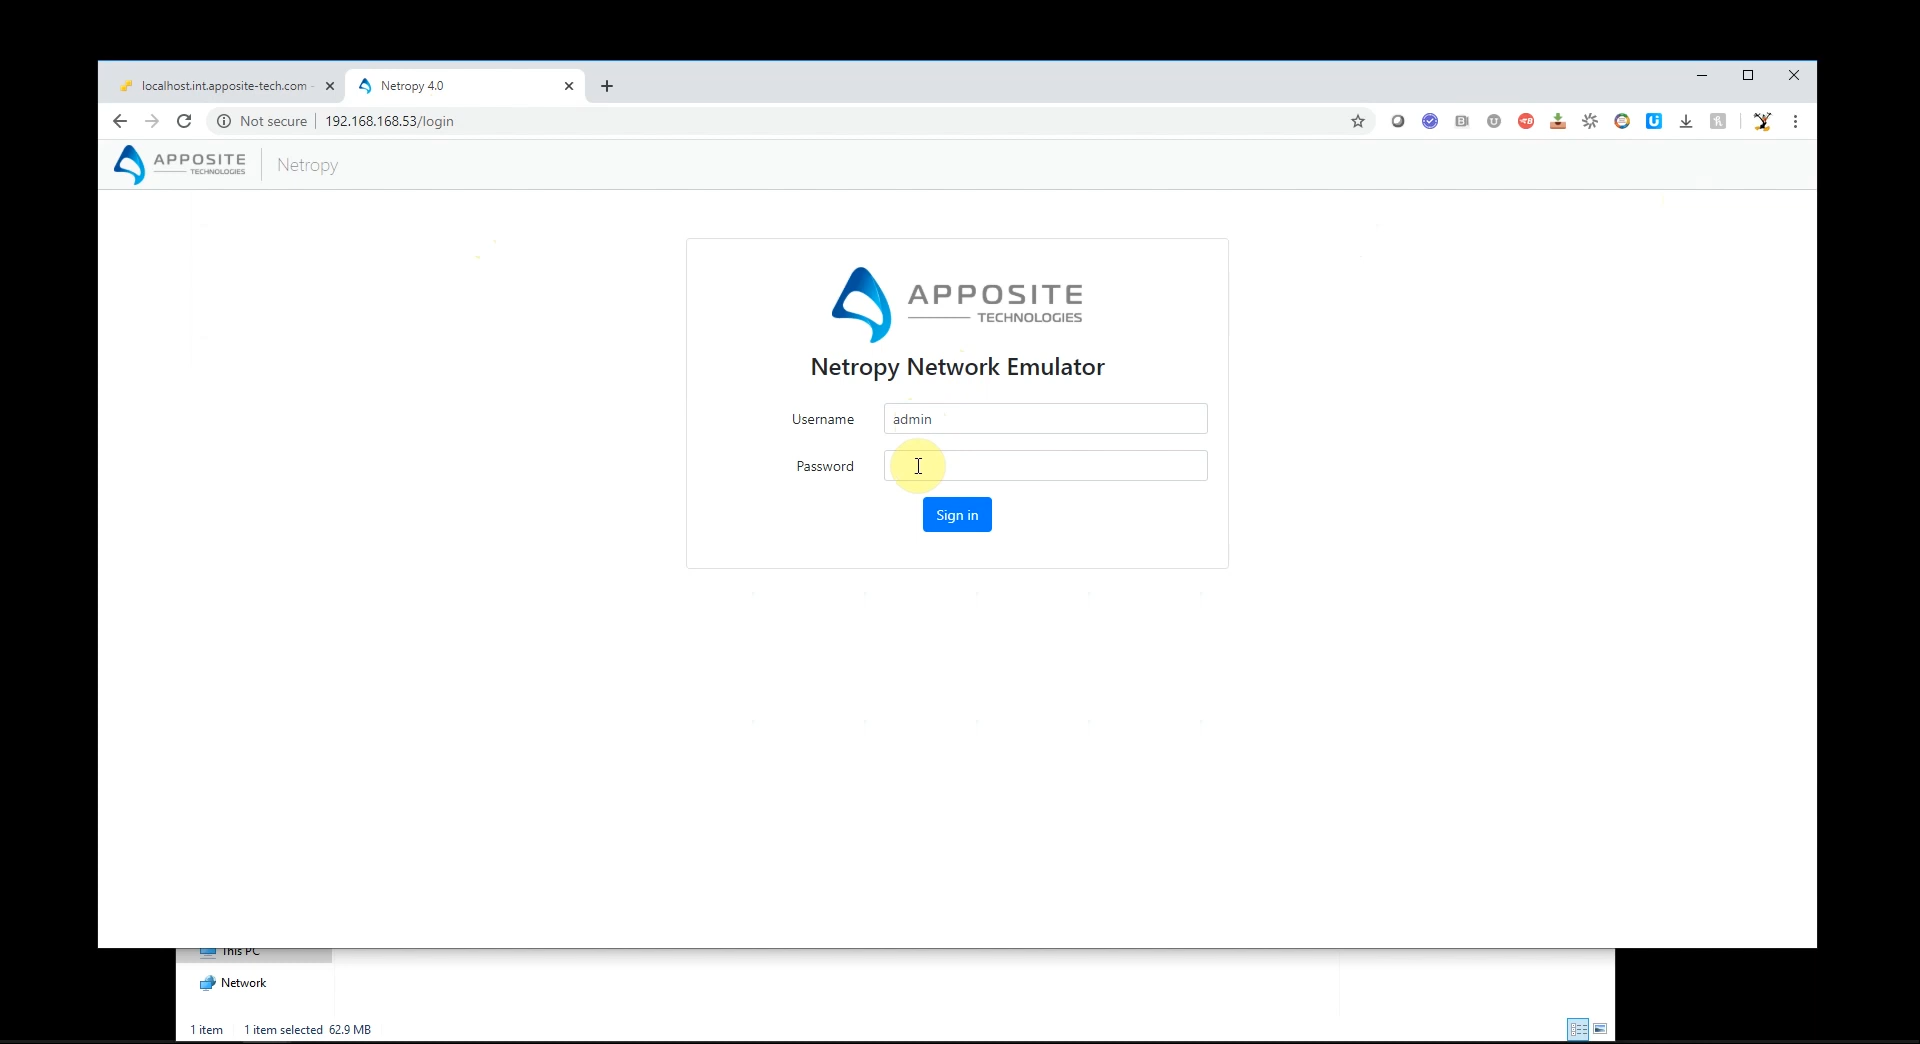 localhost.int.apposite-tech.com -
Netropy 4.0
Not secure
192.168.168.53/login
APPOSITE
TECHNOLOGIES
Netropy
APPOSITE
TECHNOLOGIES
Netropy Network Emulator
Username
admin
Password
Sign in
This PC
Network
1 item
1 item selected 62.9 MB